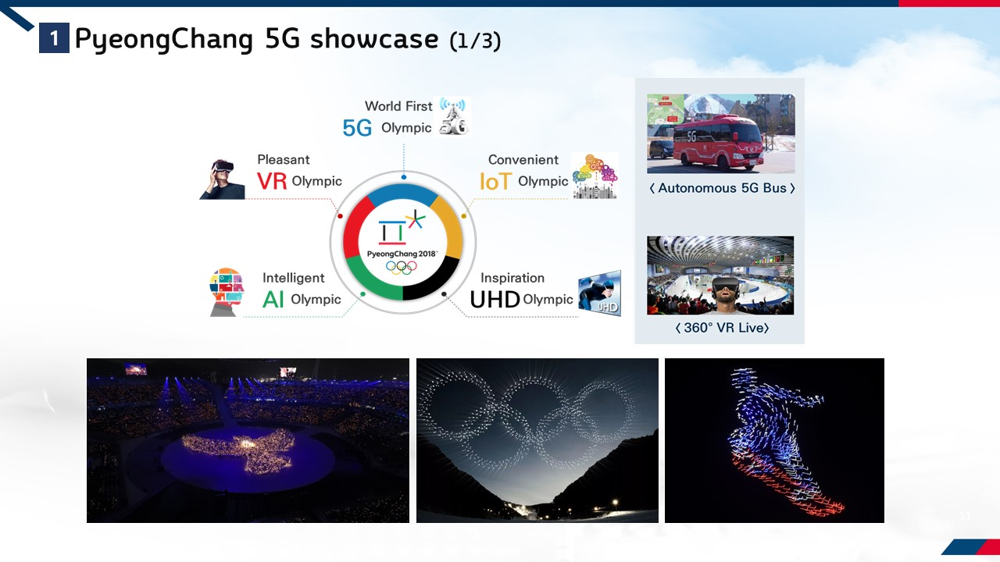 1 PyeongChang 5G showcase (1/3)
World First
5G Olympic
Pleasant
VR Olympic
Convenient
IoT Olympic
PyeongChang 2018™
Intelligent
AI Olympic
Inspiration
UHD Olympic
UHD
5G
〈 Autonomous 5G Bus 〉
〈 360° VR Live〉
11